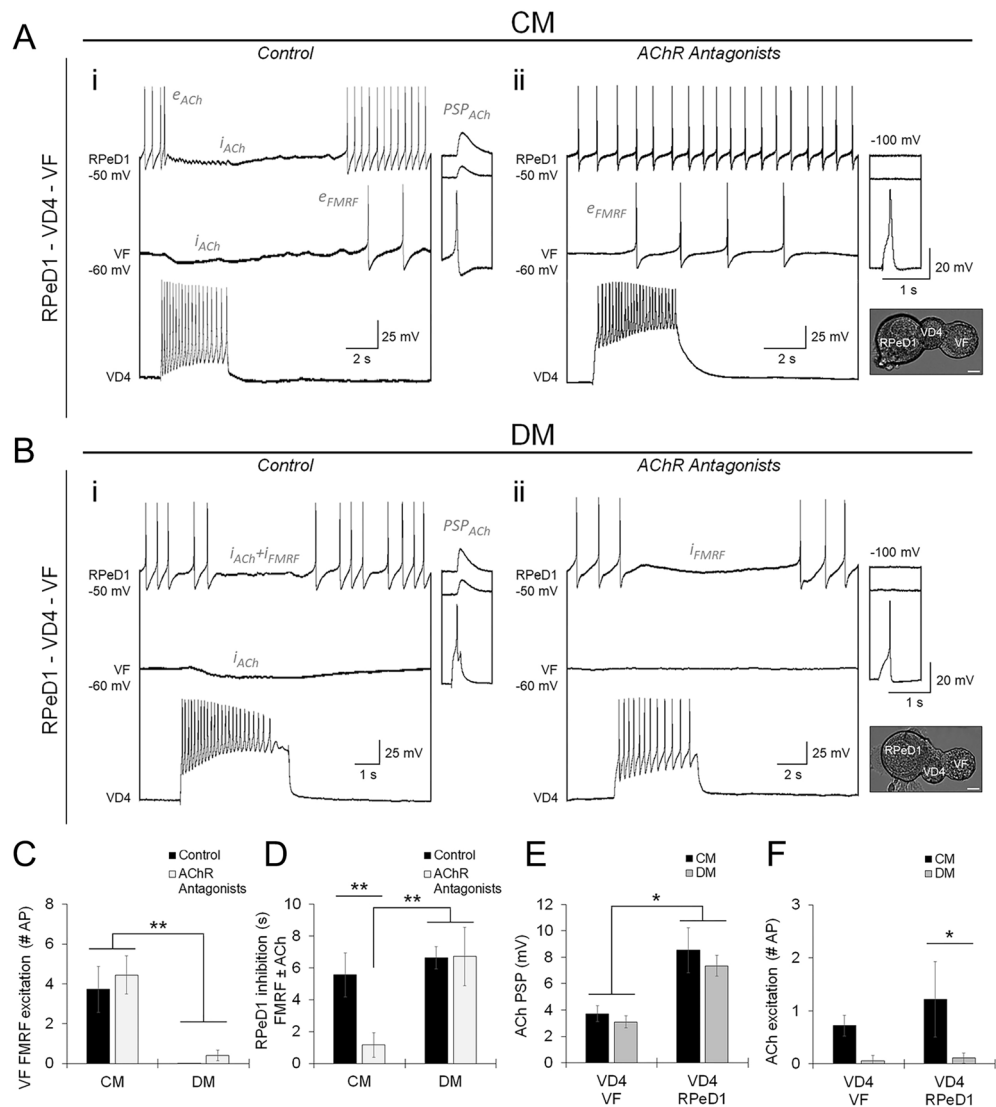 A
CM
Control
AChR Antagonists
RPeD1 - VD4 - VF
i
eACh
iACh
PSPACh
RPeD1
-50 mV
eFMRF
iACh
VF
-60 mV
25 mV
2 s
VD4
ii
RPeD1
-50 mV
-100 mV
eFMRF
VF
-60 mV
20 mV
1 s
25 mV
2 s
VD4
RPeD1
VD4
VF
B
DM
Control
AChR Antagonists
RPeD1 - VD4 - VF
i
iACh+iFMRF
PSPACh
RPeD1
-50 mV
iACh
VF
-60 mV
25 mV
1 s
VD4
ii
iFMRF
RPeD1
-50 mV
-100 mV
VF
-60 mV
20 mV
1 s
25 mV
2 s
VD4
RPeD1
VD4
VF
C
Control
AChR
Antagonists
VF FMRF excitation (# AP)
8
6
4
2
0
**
CM
DM
D
Control
AChR
Antagonists
RPeD1 inhibition (s)
FMRF ± ACh
10
8
6
4
2
0
**
**
CM
DM
E
CM
DM
ACh PSP (mV)
12
10
8
6
4
2
0
*
VD4
VF
VD4
RPeD1
F
CM
DM
ACh excitation (# AP)
3
2
1
0
*
VD4
VF
VD4
RPeD1